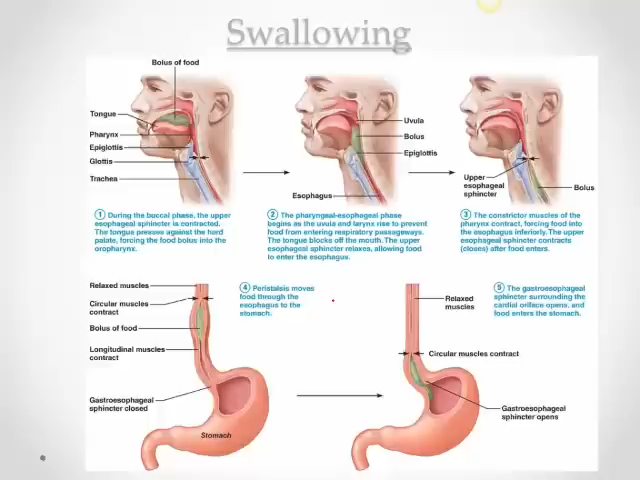 Swallowing
Bolus of food
Tongue
Pharynx
Epiglottis
Glottis
Trachea
Uvula
Bolus
Epiglottis
Esophagus
Upper
esophageal
sphincter
Bolus
1 During the buccal phase, the upper
esophageal sphincter is contracted.
The tongue presses against the hard
palate, forcing the food bolus into the
oropharynx.
2 The pharyngeal-esophageal phase
begins as the uvula and larynx rise to prevent
food from entering respiratory passageways.
The tongue blocks off the mouth. The upper
esophageal sphincter relaxes, allowing food
to enter the esophagus.
3 The constrictor muscles of the
pharynx contract, forcing food into
the esophagus inferiorly. The upper
esophageal sphincter contracts
(closes) after food enters.
Relaxed muscles
Circular muscles
contract
Bolus of food
Longitudinal muscles
contract
Gastroesophageal
sphincter closed
Stomach
4 Peristalsis moves
food through the
esophagus to the
stomach.
Relaxed
muscles
Circular muscles contract
Gastroesophageal
sphincter opens
5 The gastroesophageal
sphincter surrounding the
cardial oriface opens, and
food enters the stomach.